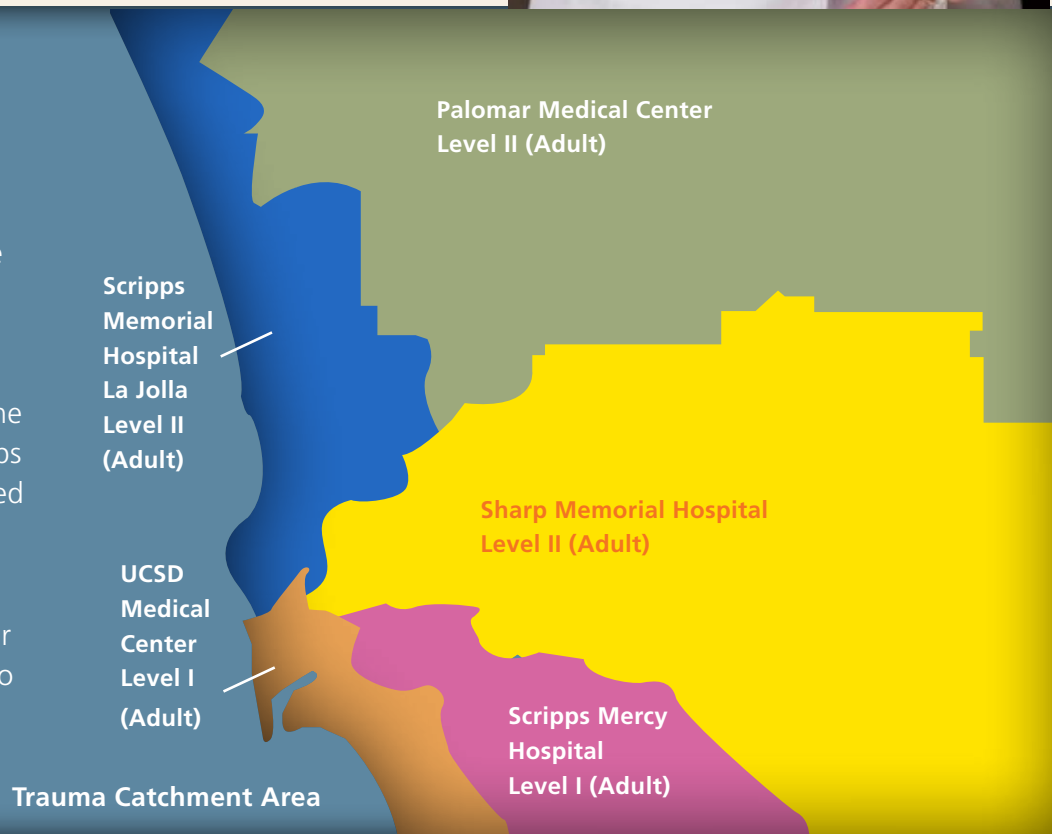 Palomar Medical Center
Level II (Adult)
Scripps
Memorial
Hospital
La Jolla
Level II
(Adult)
Sharp Memorial Hospital
Level II (Adult)
UCSD
Medical
Center
Level I
(Adult)
Scripps Mercy
Hospital
Level I (Adult)
Trauma Catchment Area